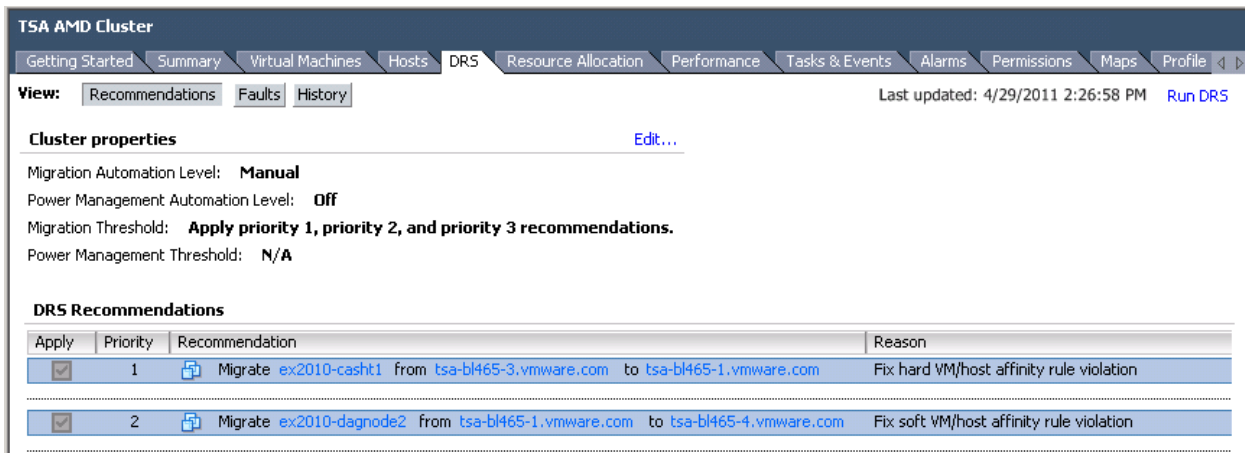 TSA AMD Cluster
Getting Started Summary Virtual Machines Hosts DRS Resource Allocation Performance Tasks & Events Alarms Permissions Maps Profile
View: Recommendations Faults History Last updated: 4/29/2011 2:26:58 PM Run DRS
Cluster properties Edit...
Migration Automation Level: Manual
Power Management Automation Level: Off
Migration Threshold: Apply priority 1, priority 2, and priority 3 recommendations.
Power Management Threshold: N/A
DRS Recommendations
Apply Priority Recommendation Reason
1 Migrate ex2010-casht1 from tsa-bl465-3.vmware.com to tsa-bl465-1.vmware.com Fix hard VM/host affinity rule violation
2 Migrate ex2010-dagnode2 from tsa-bl465-1.vmware.com to tsa-bl465-4.vmware.com Fix soft VM/host affinity rule violation